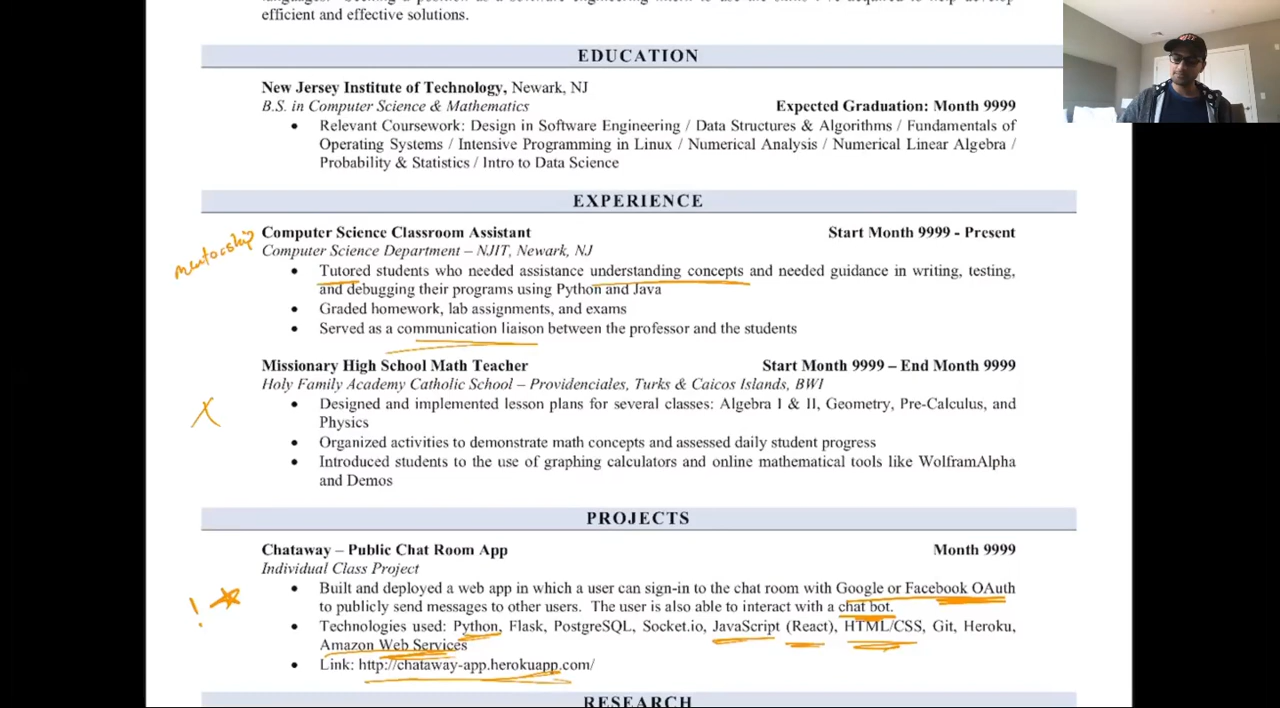 efficient and effective solutions.
EDUCATION
New Jersey Institute of Technology, Newark, NJ
B.S. in Computer Science & Mathematics Expected Graduation: Month 9999
• Relevant Coursework: Design in Software Engineering / Data Structures & Algorithms / Fundamentals of
Operating Systems / Intensive Programming in Linux / Numerical Analysis / Numerical Linear Algebra /
Probability & Statistics / Intro to Data Science
EXPERIENCE
mentorship
Computer Science Classroom Assistant Start Month 9999 - Present
Computer Science Department – NJIT, Newark, NJ
• Tutored students who needed assistance understanding concepts and needed guidance in writing, testing,
and debugging their programs using Python and Java
• Graded homework, lab assignments, and exams
• Served as a communication liaison between the professor and the students
Missionary High School Math Teacher Start Month 9999 – End Month 9999
Holy Family Academy Catholic School – Providenciales, Turks & Caicos Islands, BWI
X
• Designed and implemented lesson plans for several classes: Algebra I & II, Geometry, Pre-Calculus, and
Physics
• Organized activities to demonstrate math concepts and assessed daily student progress
• Introduced students to the use of graphing calculators and online mathematical tools like WolframAlpha
and Demos
PROJECTS
Chataway – Public Chat Room App Month 9999
Individual Class Project
!
• Built and deployed a web app in which a user can sign-in to the chat room with Google or Facebook OAuth
to publicly send messages to other users. The user is also able to interact with a chat bot.
• Technologies used: Python, Flask, PostgreSQL, Socket.io, JavaScript (React), HTML/CSS, Git, Heroku,
Amazon Web Services
• Link: http://chataway-app.herokuapp.com/
RESEARCH